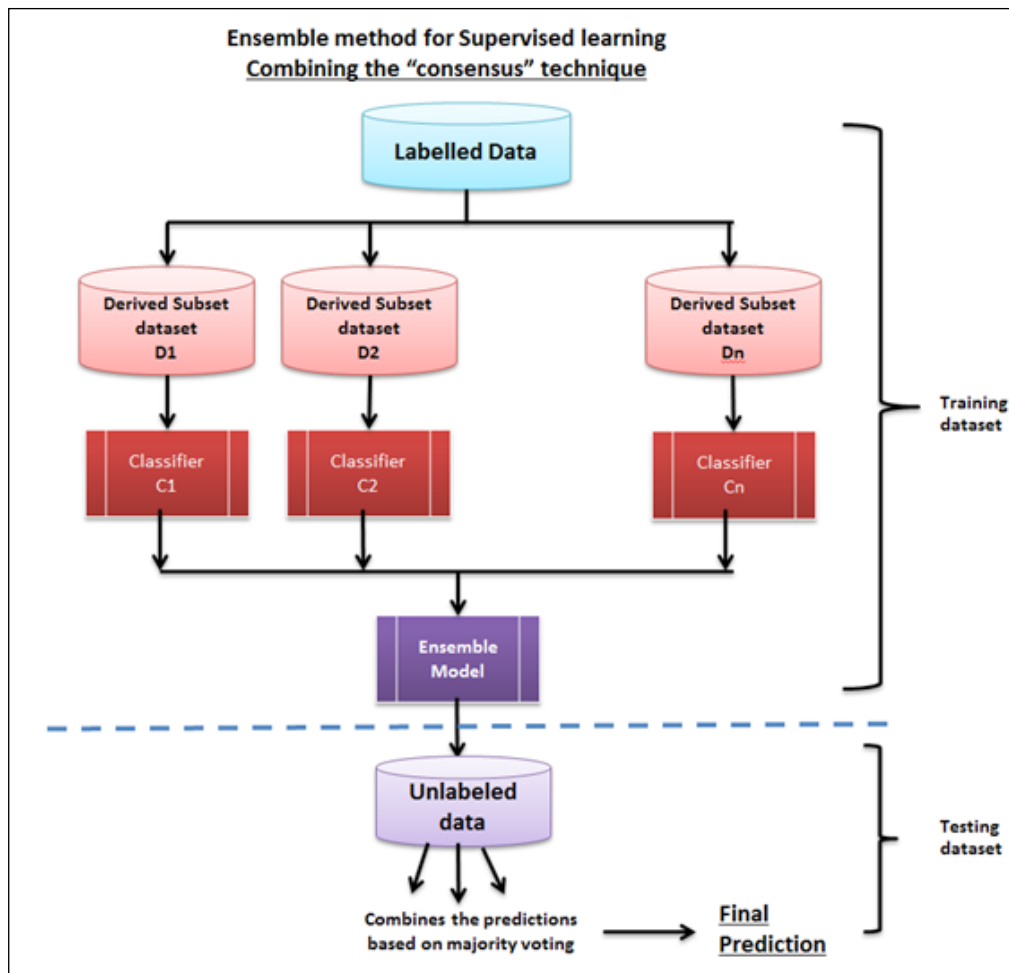 Ensemble method for Supervised learning
Combining the “consensus” technique
Labelled Data
Derived Subset
dataset
D1
Derived Subset
dataset
D2
Derived Subset
dataset
Dn
Training
dataset
Classifier
C1
Classifier
C2
Classifier
Cn
Ensemble
Model
Unlabeled
data
Testing
dataset
Combines the predictions
based on majority voting
Final
Prediction